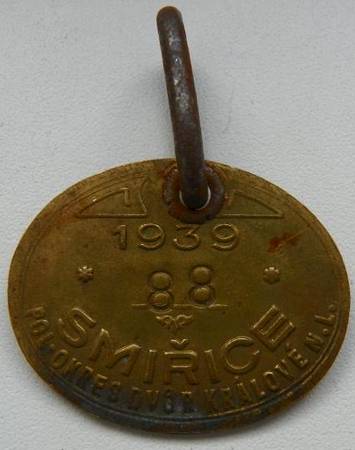 1939
88
SMIŘICE
POL. OKRES DVŮR KRÁLOVÉ N. L.